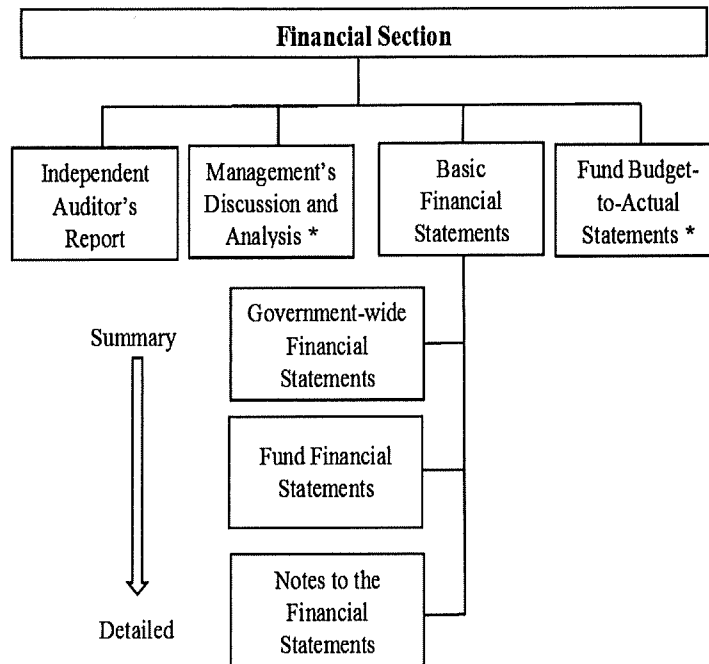 Financial Section
Independent
Auditor's
Report
Management's
Discussion and
Analysis *
Basic
Financial
Statements
Fund Budget-
to-Actual
Statements *
Summary
Government-wide
Financial
Statements
Fund Financial
Statements
Detailed
Notes to the
Financial
Statements